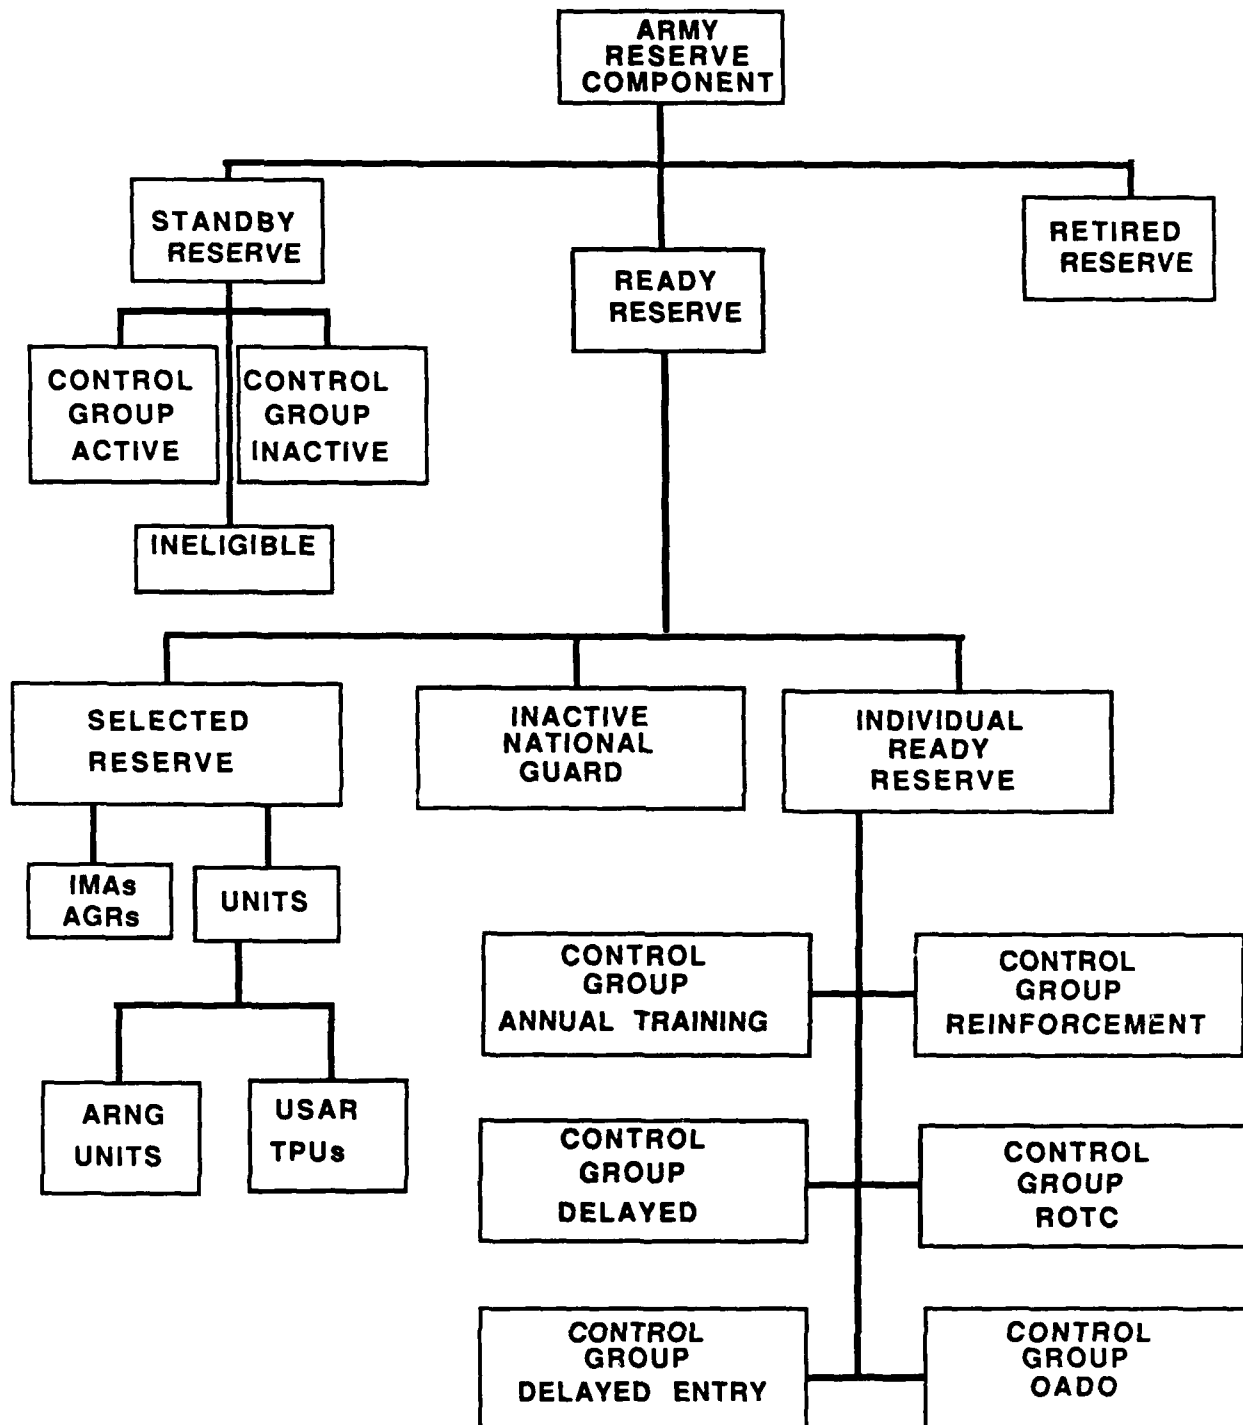 ARMY
RESERVE
COMPONENT
STANDBY
RESERVE
READY
RESERVE
RETIRED
RESERVE
CONTROL
GROUP
ACTIVE
CONTROL
GROUP
INACTIVE
INELIGIBLE
SELECTED
RESERVE
INACTIVE
NATIONAL
GUARD
INDIVIDUAL
READY
RESERVE
IMAs
AGRs
UNITS
ARNG
UNITS
USAR
TPUs
CONTROL
GROUP
ANNUAL TRAINING
CONTROL
GROUP
REINFORCEMENT
CONTROL
GROUP
DELAYED
CONTROL
GROUP
ROTC
CONTROL
GROUP
DELAYED ENTRY
CONTROL
GROUP
OADO